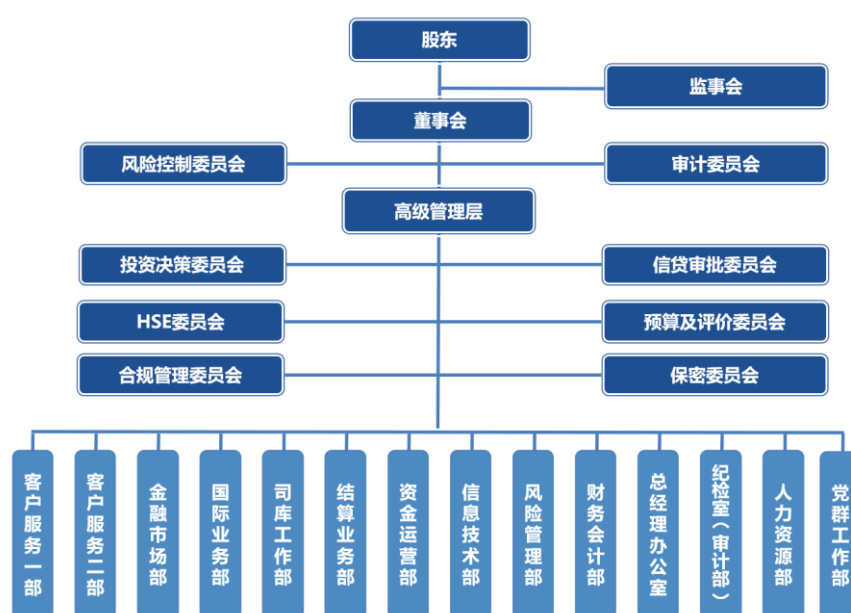 股东
监事会
董事会
风险控制委员会
审计委员会
高级管理层
投资决策委员会
信贷审批委员会
HSE委员会
预算及评价委员会
合规管理委员会
保密委员会
客户服务一部
客户服务二部
金融市场部
国际业务部
司库工作部
结算业务部
资金运营部
信息技术部
风险管理部
财务会计部
总经理办公室
纪检室（审计部）
人力资源部
党群工作部